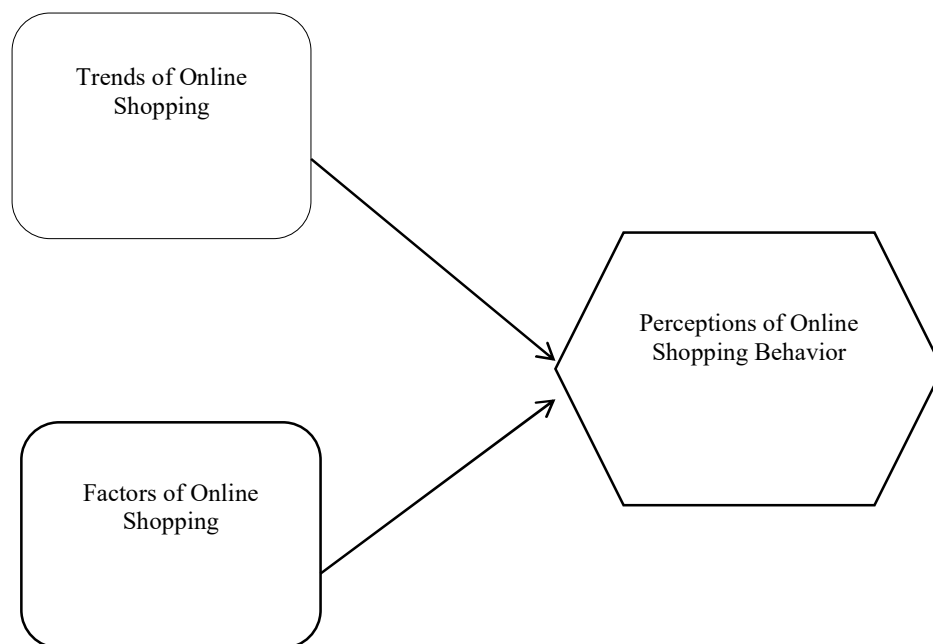 Trends of Online
Shopping
Perceptions of Online
Shopping Behavior
Factors of Online
Shopping